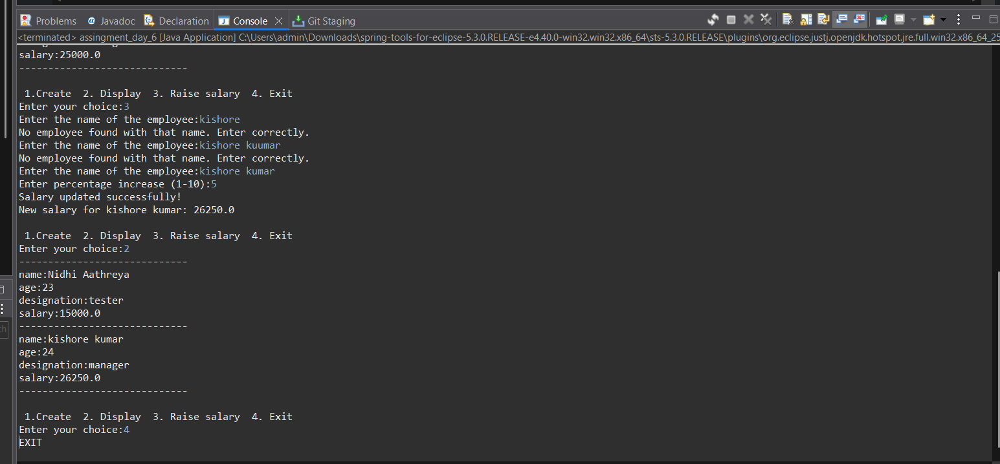 Problems @ Javadoc Declaration Console Git Staging
<terminated> assingment_day_6 [Java Application] C:\Users\admin\Downloads\spring-tools-for-eclipse-5.3.0.RELEASE-e4.40.0-win32.win32.x86_64\sts-5.3.0.RELEASE\plugins\org.eclipse.justj.openjdk.hotspot.jre.full.win32.x86_64_25
salary:25000.0
-----------------------------
1.Create  2. Display  3. Raise salary  4. Exit
Enter your choice:3
Enter the name of the employee:kishore
No employee found with that name. Enter correctly.
Enter the name of the employee:kishore kuumar
No employee found with that name. Enter correctly.
Enter the name of the employee:kishore kumar
Enter percentage increase (1-10):5
Salary updated successfully!
New salary for kishore kumar: 26250.0
1.Create  2. Display  3. Raise salary  4. Exit
Enter your choice:2
-----------------------------
name:Nidhi Aathreya
age:23
designation:tester
salary:15000.0
-----------------------------
name:kishore kumar
age:24
designation:manager
salary:26250.0
-----------------------------
1.Create  2. Display  3. Raise salary  4. Exit
Enter your choice:4
EXIT